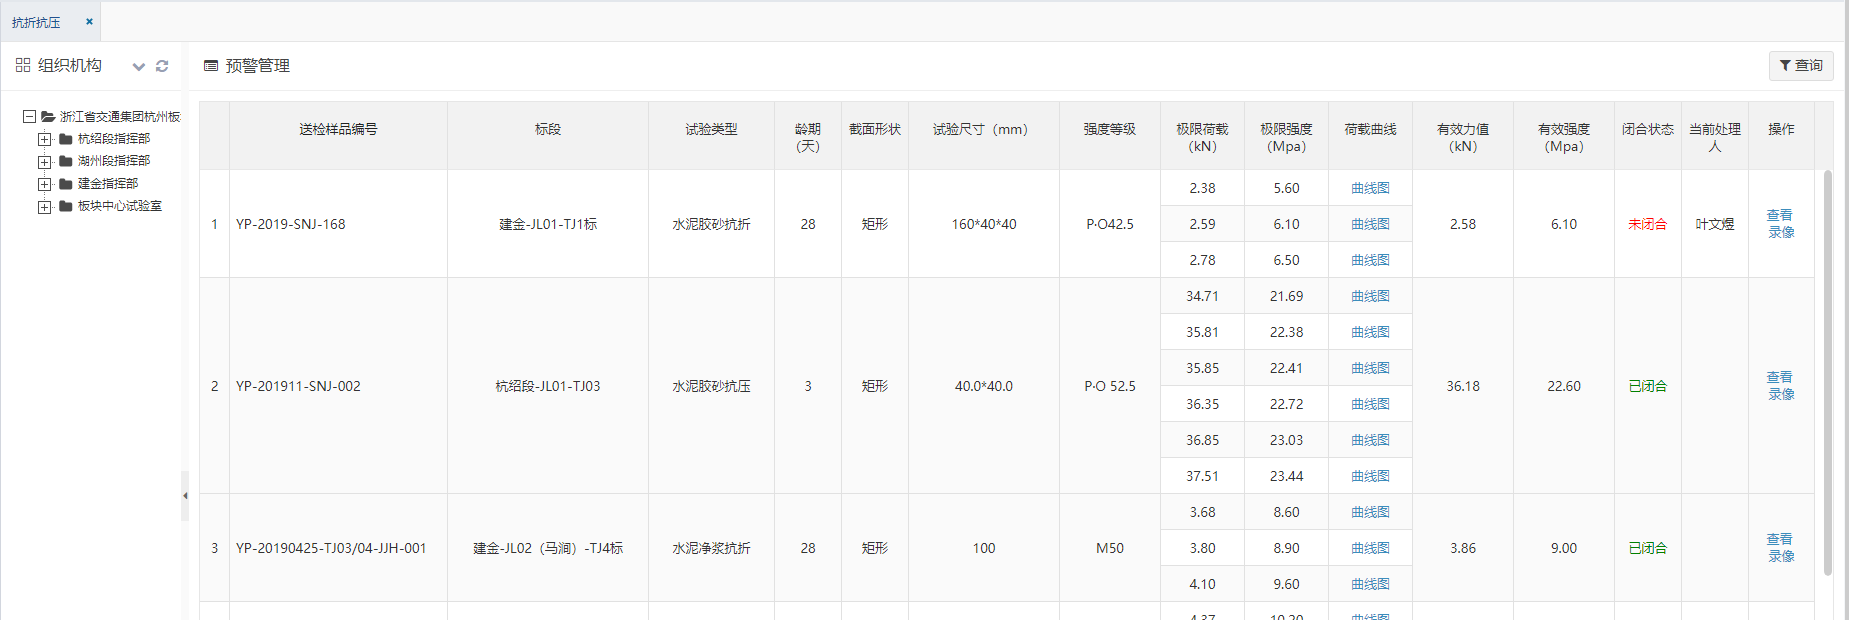 抗折抗压 ×
组织机构
预警管理
查询
浙江省交通集团杭州板
杭绍段指挥部
湖州段指挥部
建金指挥部
板块中心试验室
送检样品编号 标段 试验类型 龄期（天） 截面形状 试验尺寸（mm） 强度等级 极限荷载（kN） 极限强度（Mpa） 荷载曲线 有效力值（kN） 有效强度（Mpa） 闭合状态 当前处理人 操作
1 YP-2019-SNJ-168 建金-JL01-TJ1标 水泥胶砂抗折 28 矩形 160*40*40 P·O42.5
2.38 5.60 曲线图
2.59 6.10 曲线图
2.78 6.50 曲线图
2.58 6.10 未闭合 叶文煜 查看 录像
2 YP-201911-SNJ-002 杭绍段-JL01-TJ03 水泥胶砂抗压 3 矩形 40.0*40.0 P·O 52.5
34.71 21.69 曲线图
35.81 22.38 曲线图
35.85 22.41 曲线图
36.35 22.72 曲线图
36.85 23.03 曲线图
37.51 23.44 曲线图
36.18 22.60 已闭合 查看 录像
3 YP-20190425-TJ03/04-JJH-001 建金-JL02（马涧）-TJ4标 水泥净浆抗折 28 矩形 100 M50
3.68 8.60 曲线图
3.80 8.90 曲线图
4.10 9.60 曲线图
3.86 9.00 已闭合 查看 录像
4.37 10.20 曲线图